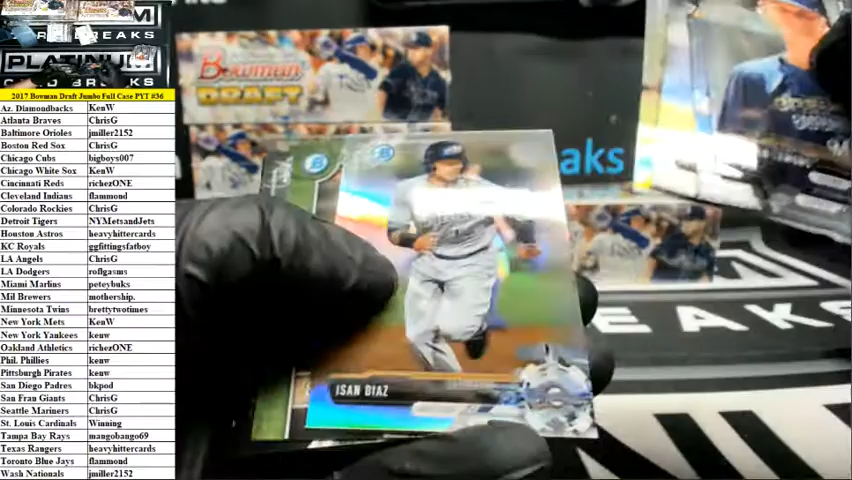 BREAKS
PLATINUM
CARD BREAKS
2017 Bowman Draft Jumbo Full Case PYT #36
Az. Diamondbacks KenW
Atlanta Braves ChrisG
Baltimore Orioles jmiller2152
Boston Red Sox ChrisG
Chicago Cubs bigboys007
Chicago White Sox KenW
Cincinnati Reds richezONE
Cleveland Indians flammond
Colorado Rockies ChrisG
Detroit Tigers NYMetsandJets
Houston Astros heavyhittercards
KC Royals ggfittingsfatboy
LA Angels ChrisG
LA Dodgers roflgasms
Miami Marlins peteybuks
Mil Brewers mothership.
Minnesota Twins brettytwotimes
New York Mets KenW
New York Yankees kenw
Oakland Athletics richezONE
Phil. Phillies kenw
Pittsburgh Pirates kenw
San Diego Padres bkpod
San Fran Giants ChrisG
Seattle Mariners ChrisG
St. Louis Cardinals Winning
Tampa Bay Rays mangobango69
Texas Rangers heavyhittercards
Toronto Blue Jays flammond
Wash Nationals jmiller2152
Bowman
DRAFT
eaks
EAK
ISAN DIAZ